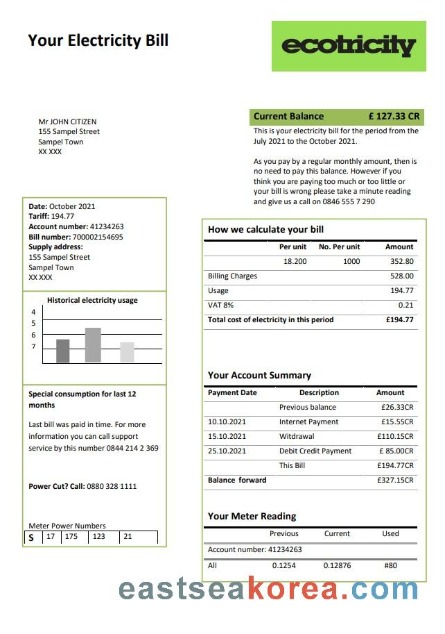 Your Electricity Bill
ecotricity
Mr JOHN CITIZEN
155 Sampel Street
Sampel Town
XX XXX
Current Balance £ 127.33 CR
This is your electricity bill for the period from the
July 2021 to the October 2021.
As you pay by a regular monthly amount, then is
no need to pay this balance. However if you
think you are paying too much or too little or
your bill is wrong please take a minute reading
and give us a call on 0846 555 7 290
Date: October 2021
Tariff: 194.77
Account number: 41234263
Bill number: 700002154695
Supply address:
155 Sampel Street
Sampel Town
XX XXX
Historical electricity usage
4
5
6
7
Special consumption for last 12
months
Last bill was paid in time. For more
information you can call support
service by this number 0844 214 2 369
Power Cut? Call: 0880 328 1111
Meter Power Numbers
S 17 175 123 21
How we calculate your bill
Per unit No. Per unit Amount
18.200 1000 352.80
Billing Charges 528.00
Usage 194.77
VAT 8% 0.21
Total cost of electricity in this period £194.77
Your Account Summary
Payment Date Description Amount
Previous balance £26.33CR
10.10.2021 Internet Payment £15.55CR
15.10.2021 Witdrawal £110.15CR
25.10.2021 Debit Credit Payment £ 85.00CR
This Bill £194.77CR
Balance forward £327.15CR
Your Meter Reading
Previous Current Used
Account number: 41234263
All 0.1254 0.12876 #80
eastseakorea.com